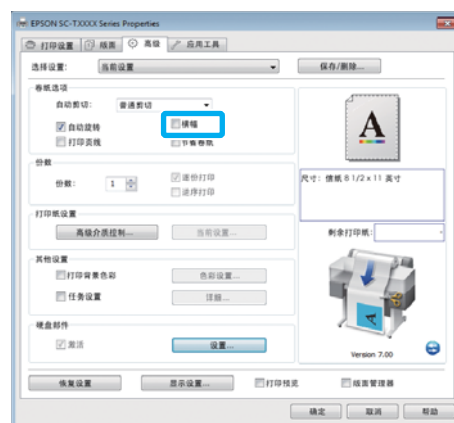 EPSON SC-TXXXX Series Properties
打印设置 版面 高级 应用工具
选择设置: 当前设置 保存/删除...
卷纸选项
自动剪切: 普通剪切
自动旋转 横幅
打印页线 节省卷纸
份数
份数: 1 逐份打印
逆序打印
打印纸设置
高级介质控制... 当前设置...
其他设置
打印背景色彩 色彩设置...
任务设置 详细...
硬盘部件
激活 设置...
A
尺寸: 信纸 8 1/2 x 11 英寸
剩余打印纸: -
A
Version 7.00
恢复设置 显示设置... 打印预览 版面管理器
确定 取消 帮助